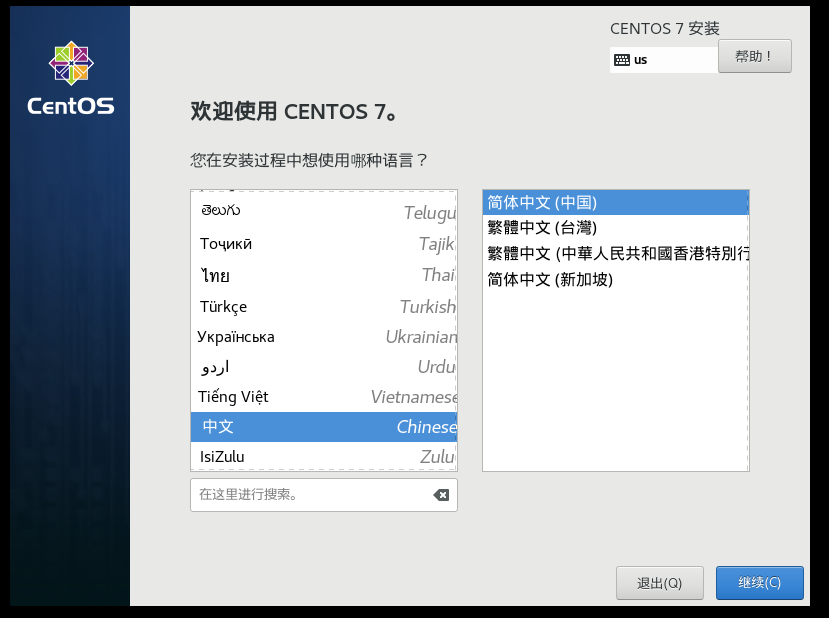 CENTOS 7 安装
us
帮助！
CentOS
欢迎使用 CENTOS 7。
您在安装过程中想使用哪种语言？
తెలుగు Telugu
Тоҷикӣ Tajik
ไทย Thai
Türkçe Turkish
Українська Ukrainian
اردو Urdu
Tiếng Việt Vietnamese
中文 Chinese
IsiZulu Zulu
简体中文 (中国)
繁體中文 (台灣)
繁體中文 (中華人民共和國香港特別行
简体中文 (新加坡)
在这里进行搜索。
退出(Q)
继续(C)